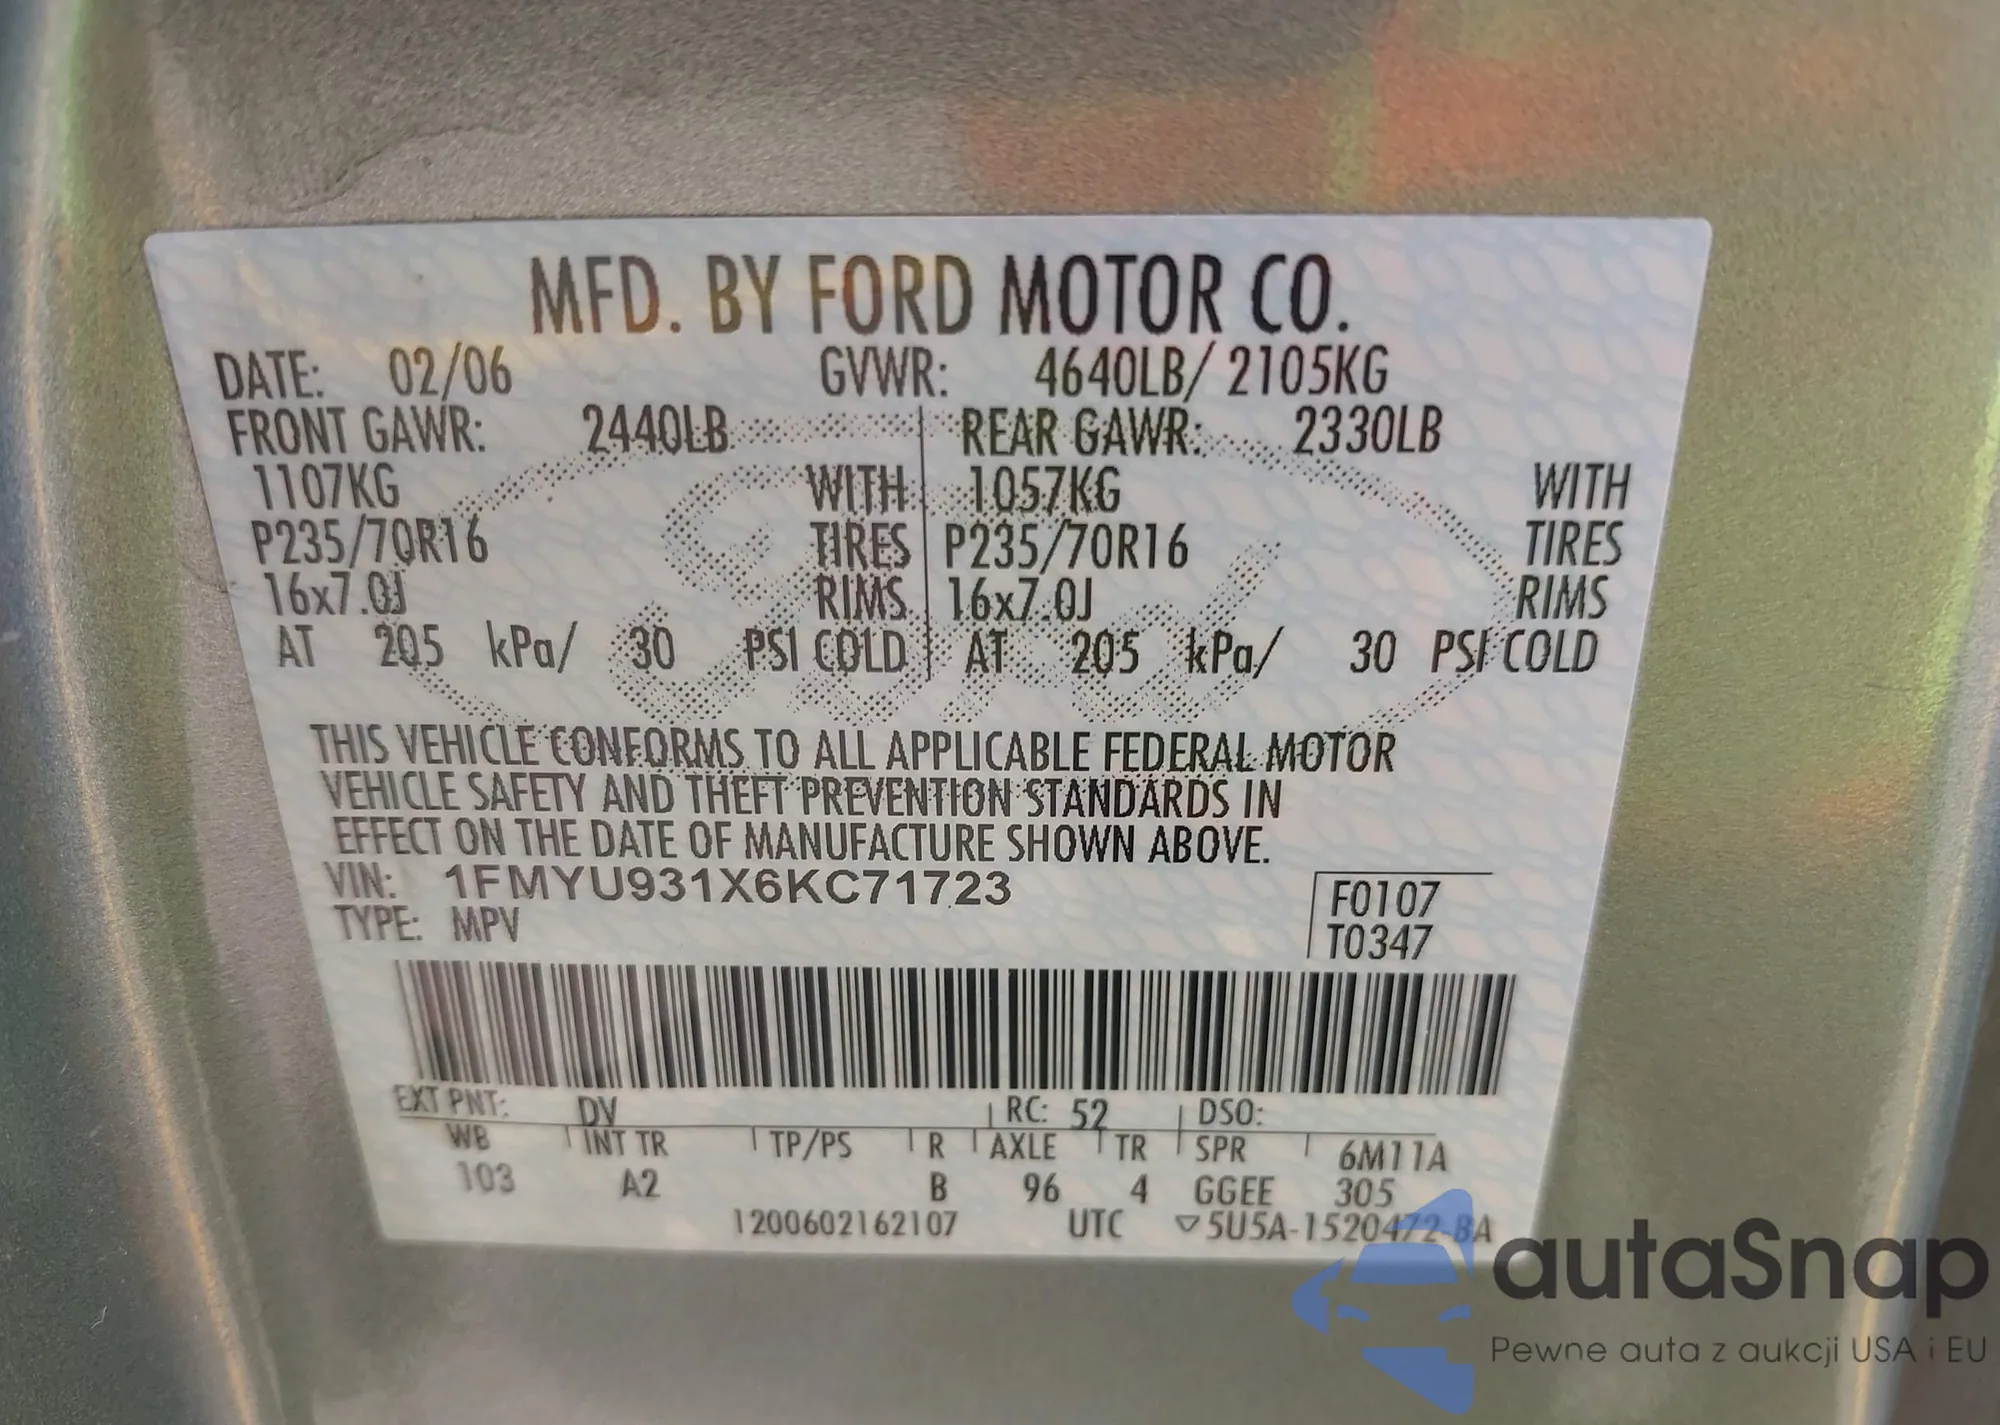 MFD. BY FORD MOTOR CO.
DATE: 02/06 GVWR: 4640LB/ 2105KG
FRONT GAWR: 2440LB REAR GAWR: 2330LB
1107KG WITH 1057KG WITH
P235/70R16 TIRES P235/70R16 TIRES
16x7.0J RIMS 16x7.0J RIMS
AT 205 kPa/ 30 PSI COLD AT 205 kPa/ 30 PSI COLD
THIS VEHICLE CONFORMS TO ALL APPLICABLE FEDERAL MOTOR
VEHICLE SAFETY AND THEFT PREVENTION STANDARDS IN
EFFECT ON THE DATE OF MANUFACTURE SHOWN ABOVE.
VIN: 1FMYU931X6KC71723
TYPE: MPV
F0107
T0347
EXT PNT: DV RC: 52 DSO:
WB INT TR TP/PS R AXLE TR SPR 6M11A
103 A2 B 96 4 GGEE 305
1200602162107 UTC ▽5U5A-1520472-BA
autaSnap
Pewne auta z aukcji USA i EU